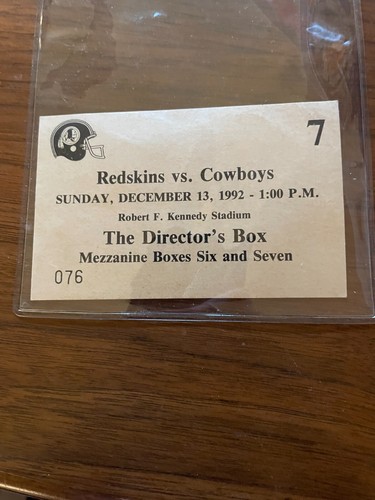 7
Redskins vs. Cowboys
SUNDAY, DECEMBER 13, 1992 - 1:00 P.M.
Robert F. Kennedy Stadium
The Director's Box
Mezzanine Boxes Six and Seven
076